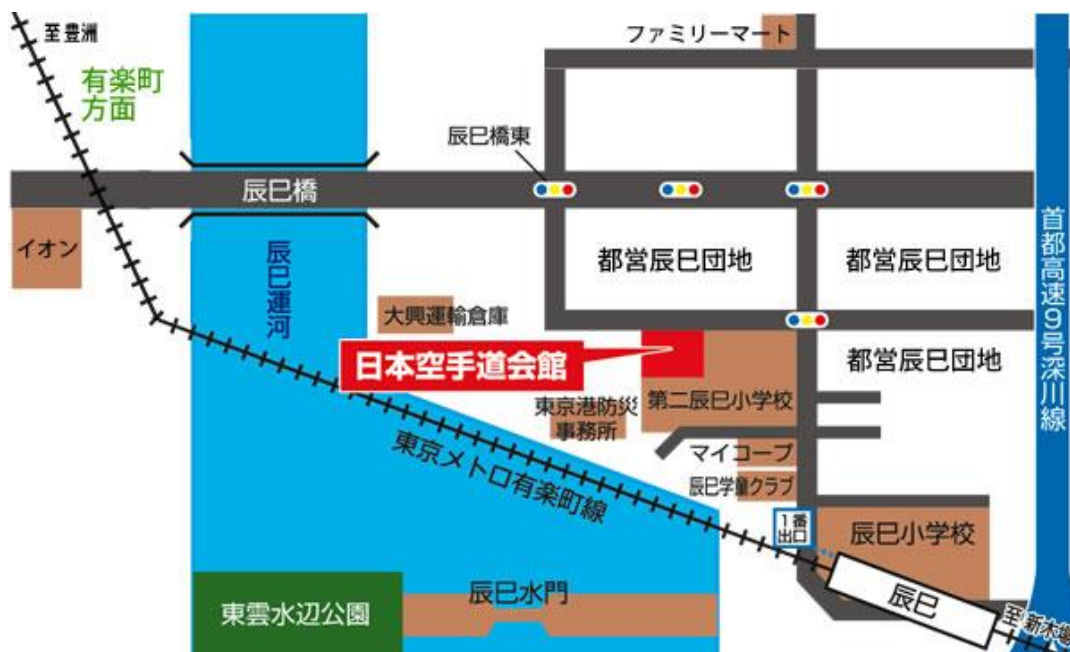 至豊洲
ファミリーマート
有楽町
方面
辰巳橋東
辰巳橋
イオン
辰巳運河
都営辰巳団地
都営辰巳団地
首都高速9号深川線
大興運輸倉庫
日本空手道会館
都営辰巳団地
東京港防災
事務所
第二辰巳小学校
マイコープ
東京メトロ有楽町線
辰巳学童クラブ
1番
出口
辰巳小学校
辰巳水門
東雲水辺公園
辰巳
至新木場